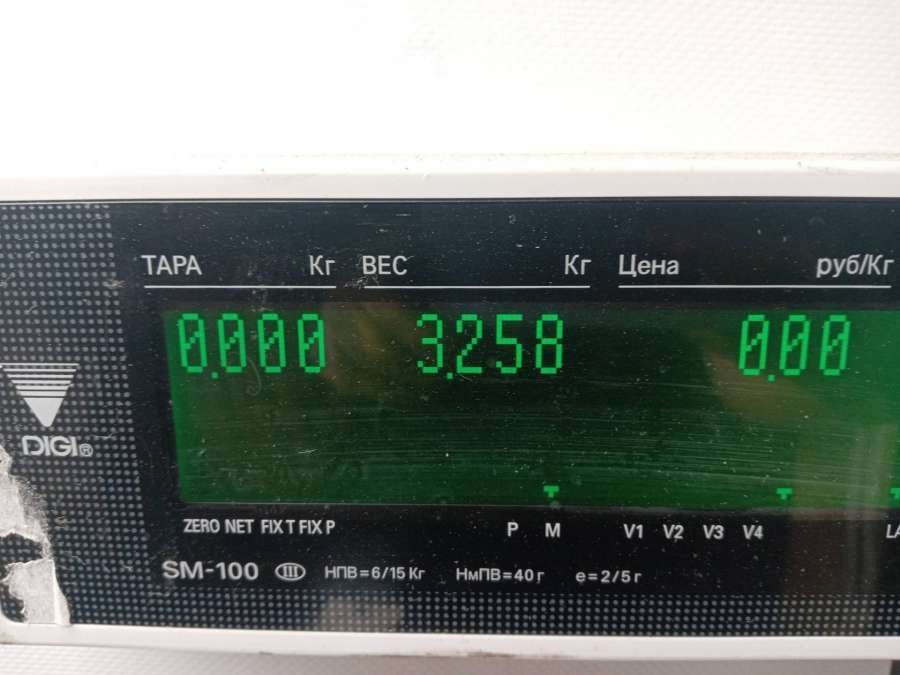 ТАРА Кг ВЕС Кг Цена руб/Кг
0.000 3.258 0.00
DIGI®
ZERO NET FIX T FIX P P M V1 V2 V3 V4
SM-100 III НПВ=6/15 Кг НмПВ=40 г e=2/5 г